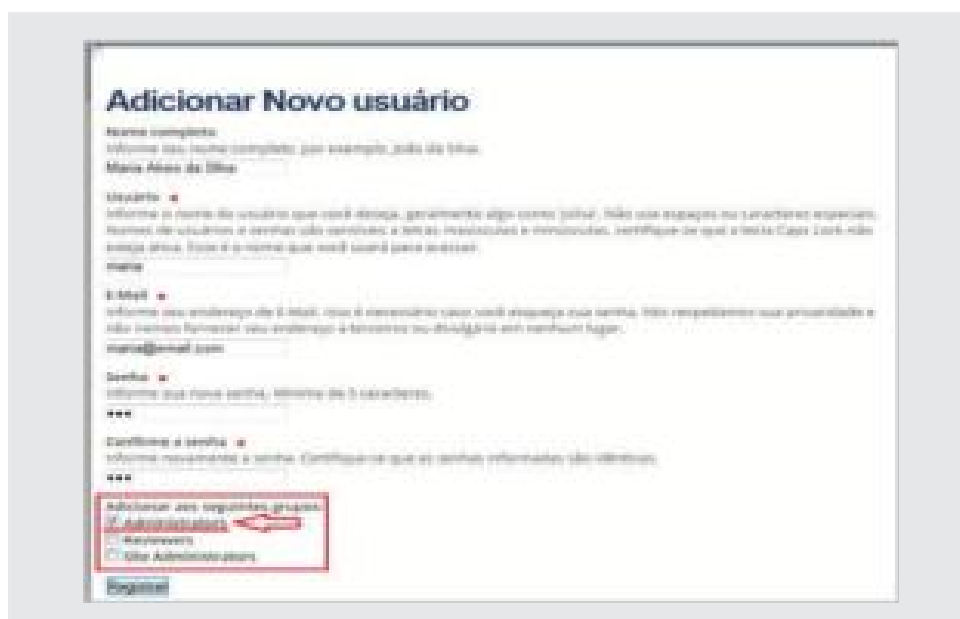 Adicionar Novo usuário
Nome completo
Informe seu nome completo, por exemplo, João da Silva.
Maria Alves da Silva
Usuário
Informe o nome de usuário que você deseja, geralmente algo como 'jsilva'. Não use espaços ou caracteres especiais.
Nomes de usuários e senhas são sensíveis a letras maiúsculas e minúsculas, certifique-se que a tecla Caps Lock não
esteja ativa. Esse é o nome que você usará para acessar.
maria
E-Mail
Informe seu endereço de E-Mail. Isso é necessário caso você esqueça sua senha. Nós respeitamos sua privacidade e
não iremos fornecer seu endereço a terceiros ou divulgá-lo em nenhum lugar.
maria@email.com
Senha
Informe sua nova senha. Mínimo de 5 caracteres.
•••
Confirme a senha
Informe novamente a senha. Certifique-se que as senhas informadas são idênticas.
•••
Adicionar aos seguintes grupos:
Administrators
Reviewers
Site Administrators
Registrar